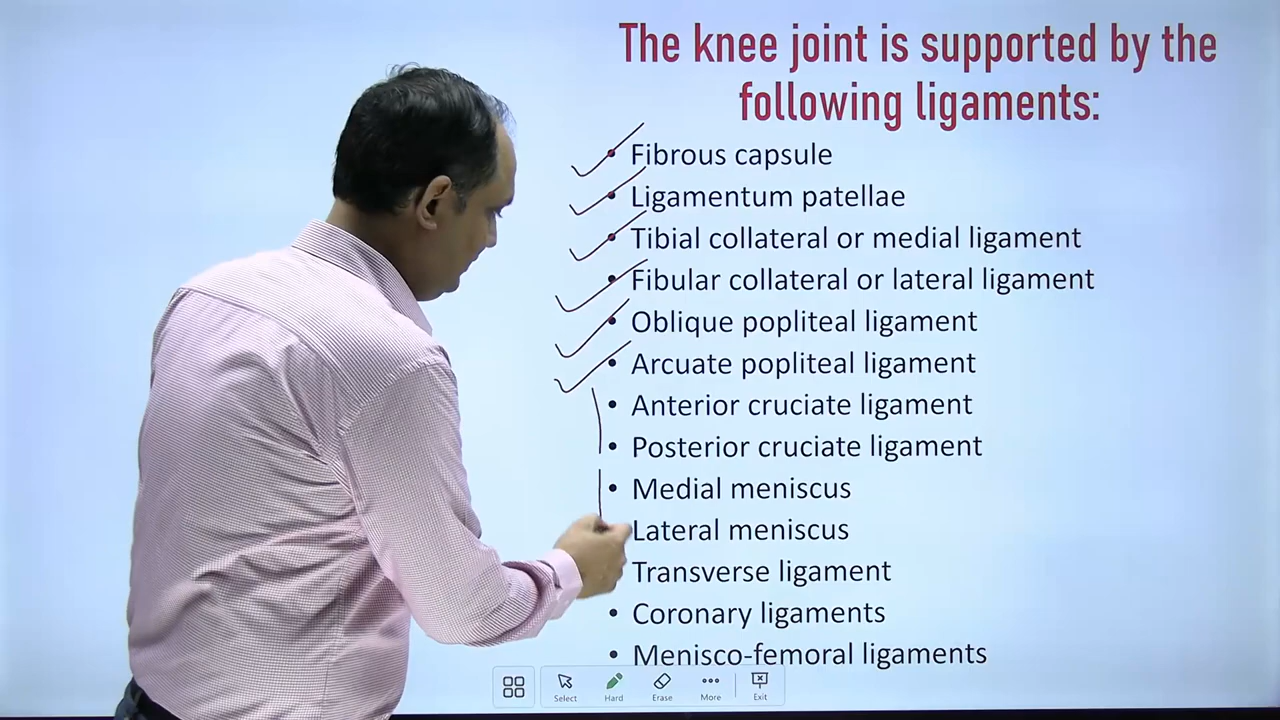 The knee joint is supported by the
following ligaments:
• Fibrous capsule
• Ligamentum patellae
• Tibial collateral or medial ligament
• Fibular collateral or lateral ligament
• Oblique popliteal ligament
• Arcuate popliteal ligament
• Anterior cruciate ligament
• Posterior cruciate ligament
• Medial meniscus
Lateral meniscus
Transverse ligament
• Coronary ligaments
• Menisco-femoral ligaments
Select Hard Erase More Exit